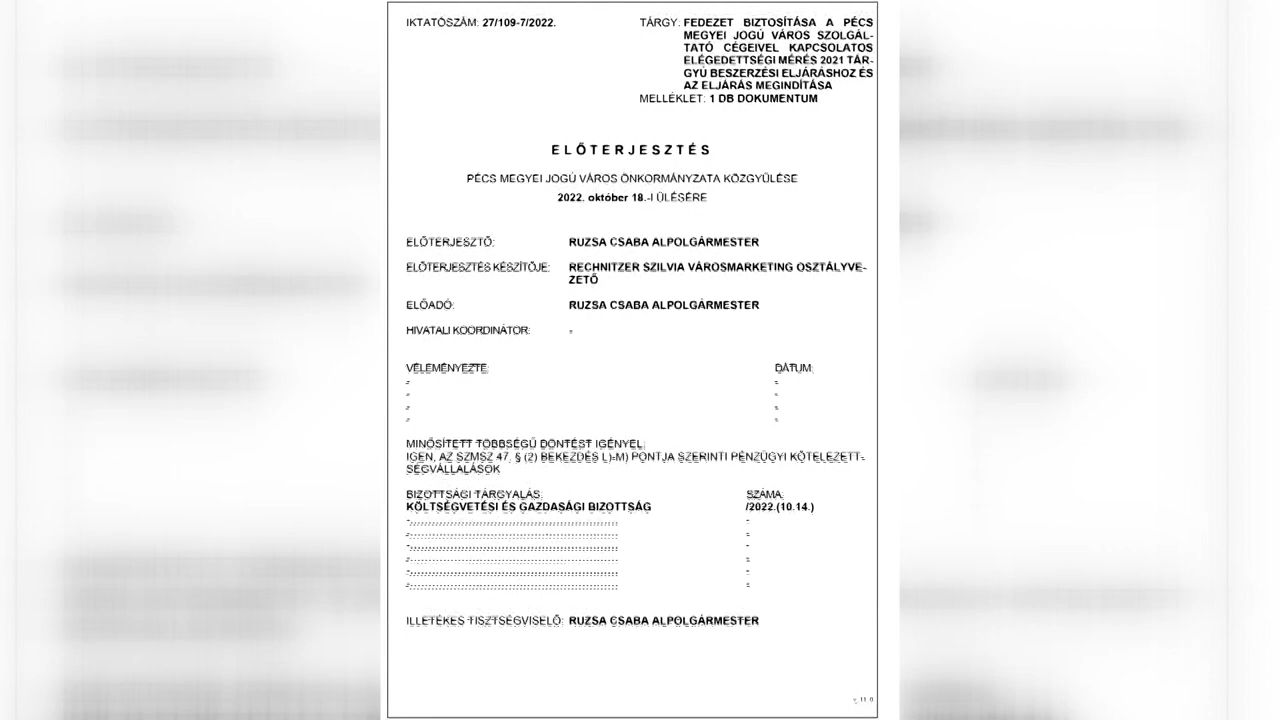 IKTATÓSZÁM: 27/109-7/2022.
TÁRGY: FEDEZET BIZTOSÍTÁSA A PÉCS
MEGYEI JOGÚ VÁROS SZOLGÁL-
TATÓ CÉGEIVEL KAPCSOLATOS
ELÉGEDETTSÉGI MÉRÉS 2021 TÁR-
GYÚ BESZERZÉSI ELJÁRÁSHOZ ÉS
AZ ELJÁRÁS MEGINDÍTÁSA
MELLÉKLET: 1 DB DOKUMENTUM
ELŐTERJESZTÉS
PÉCS MEGYEI JOGÚ VÁROS ÖNKORMÁNYZATA KÖZGYŰLÉSE
2022. október 18.-I ÜLÉSÉRE
ELŐTERJESZTŐ: RUZSA CSABA ALPOLGÁRMESTER
ELŐTERJESZTÉS KÉSZÍTŐJE: RECHNITZER SZILVIA VÁROSMARKETING OSZTÁLYVE-
ZETŐ
ELŐADÓ: RUZSA CSABA ALPOLGÁRMESTER
HIVATALI KOORDINÁTOR: -
VÉLEMÉNYEZTE: DÁTUM:
- -
- -
- -
- -
MINŐSÍTETT TÖBBSÉGŰ DÖNTÉST IGÉNYEL:
IGEN, AZ SZMSZ 47. § (2) BEKEZDÉS L)-M) PONTJA SZERINTI PÉNZÜGYI KÖTELEZETT-
SÉGVÁLLALÁSOK
BIZOTTSÁGI TÁRGYALÁS: SZÁMA:
KÖLTSÉGVETÉSI ÉS GAZDASÁGI BIZOTTSÁG /2022.(10.14.)
- -
- -
- -
- -
- -
- -
ILLETÉKES TISZTSÉGVISELŐ: RUZSA CSABA ALPOLGÁRMESTER